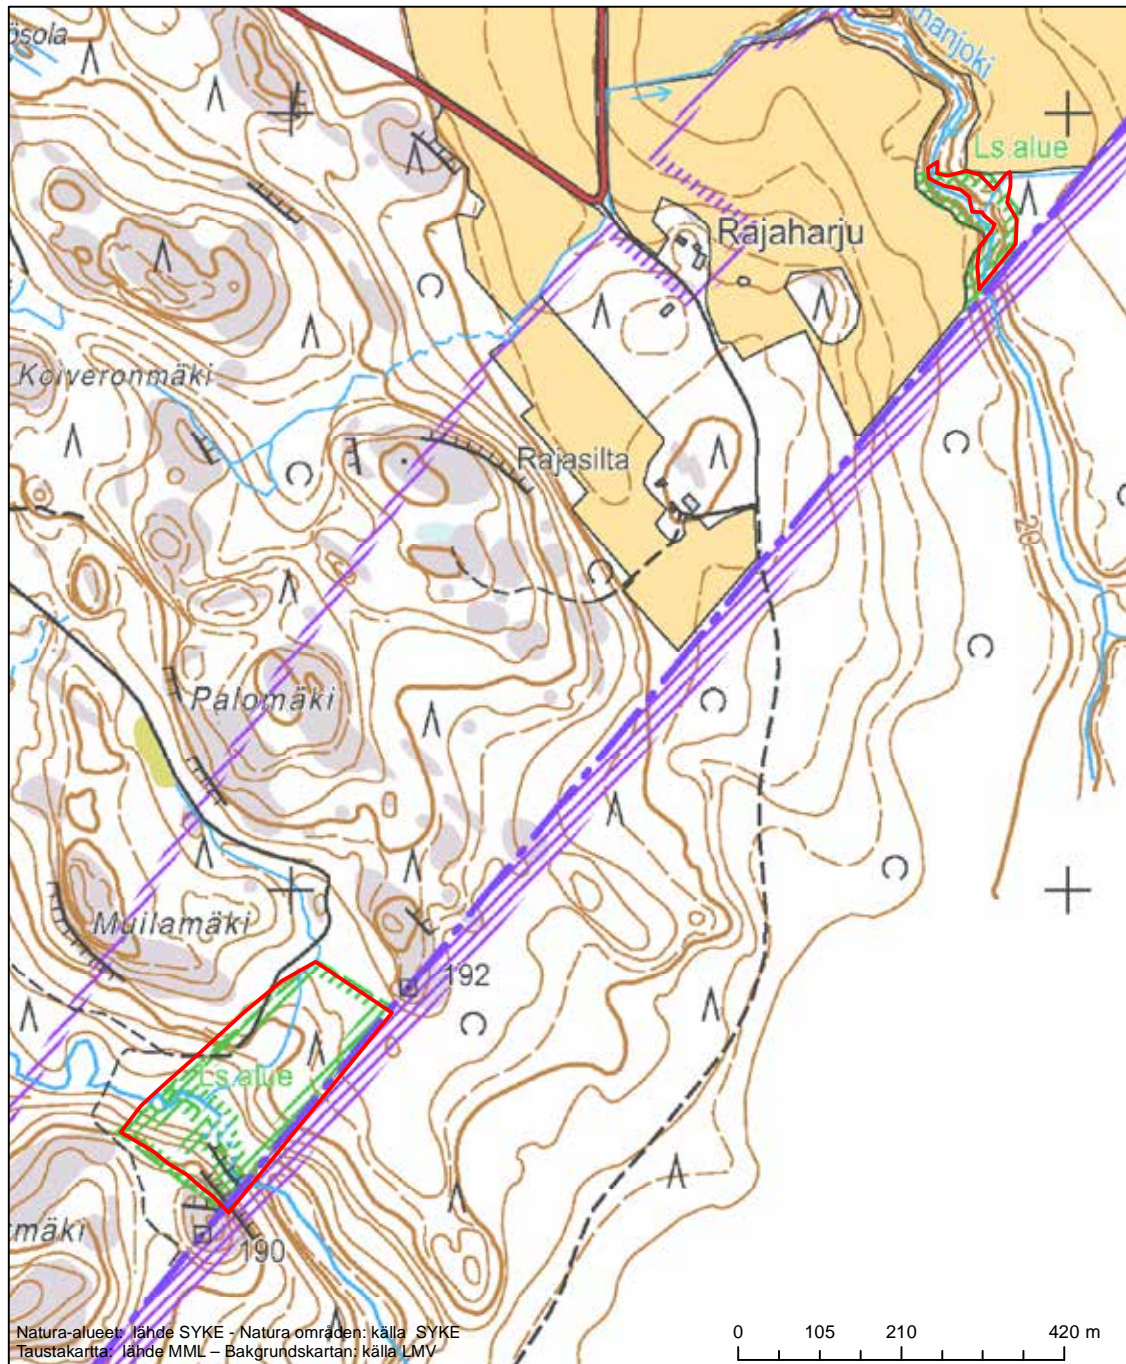 Ls.alue
Rajaharju
Koiveronmäki
Rajasilta
20
Palomäki
Muilamäki
192
Ls.alue
190
Natura-alueet: lähde SYKE - Natura områden: källa SYKE
Taustakartta: lähde MML – Bakgrundskartan: källa LMV
0 105 210 420 m